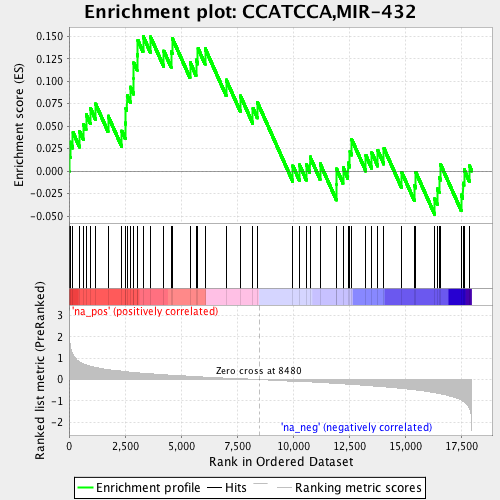 Enrichment plot: CCATCCA,MIR-432
Enrichment score (ES)
0.150
0.125
0.100
0.075
0.050
0.025
0.000
-0.025
-0.050
'na_pos' (positively correlated)
Ranked list metric (PreRanked)
3
2
1
0
-1
-2
Zero cross at 8480
'na_neg' (negatively correlated)
0
2,500
5,000
7,500
10,000
12,500
15,000
17,500
Rank in Ordered Dataset
Enrichment profile
Hits
Ranking metric scores